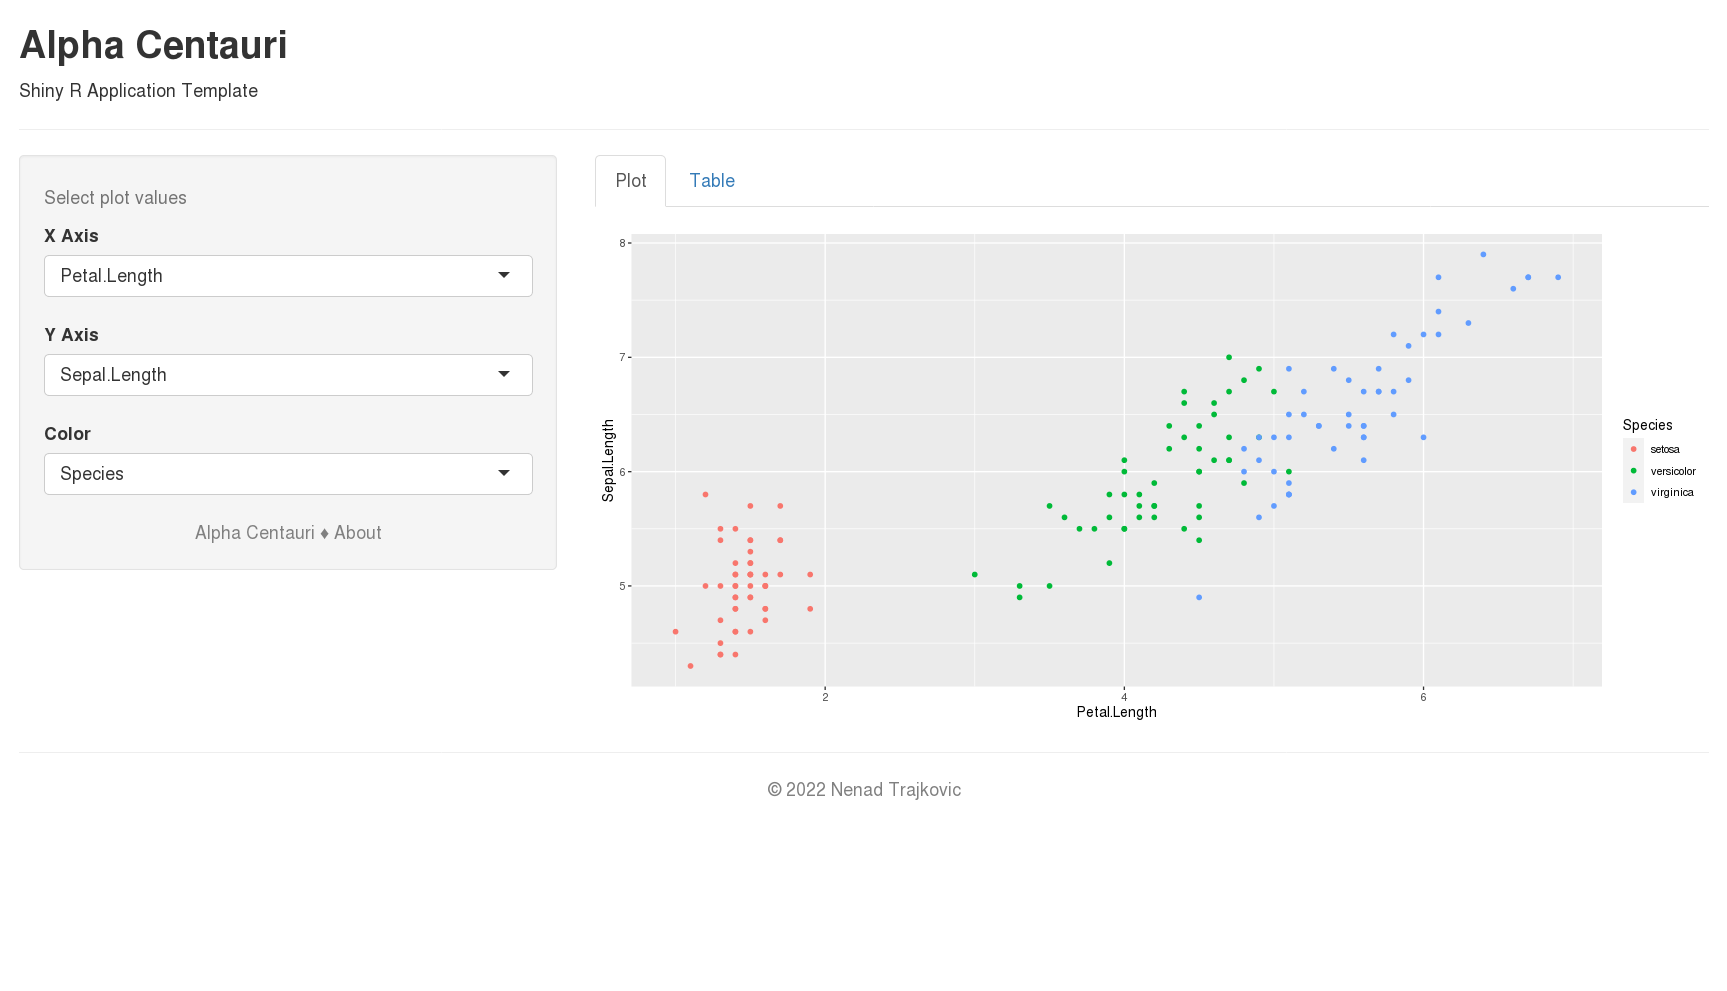 Alpha Centauri
Shiny R Application Template
Select plot values
X Axis
Petal.Length
Y Axis
Sepal.Length
Color
Species
Alpha Centauri ♦ About
Plot
Table
8
7
6
5
Sepal.Length
2
4
6
Petal.Length
Species
setosa
versicolor
virginica
© 2022 Nenad Trajkovic